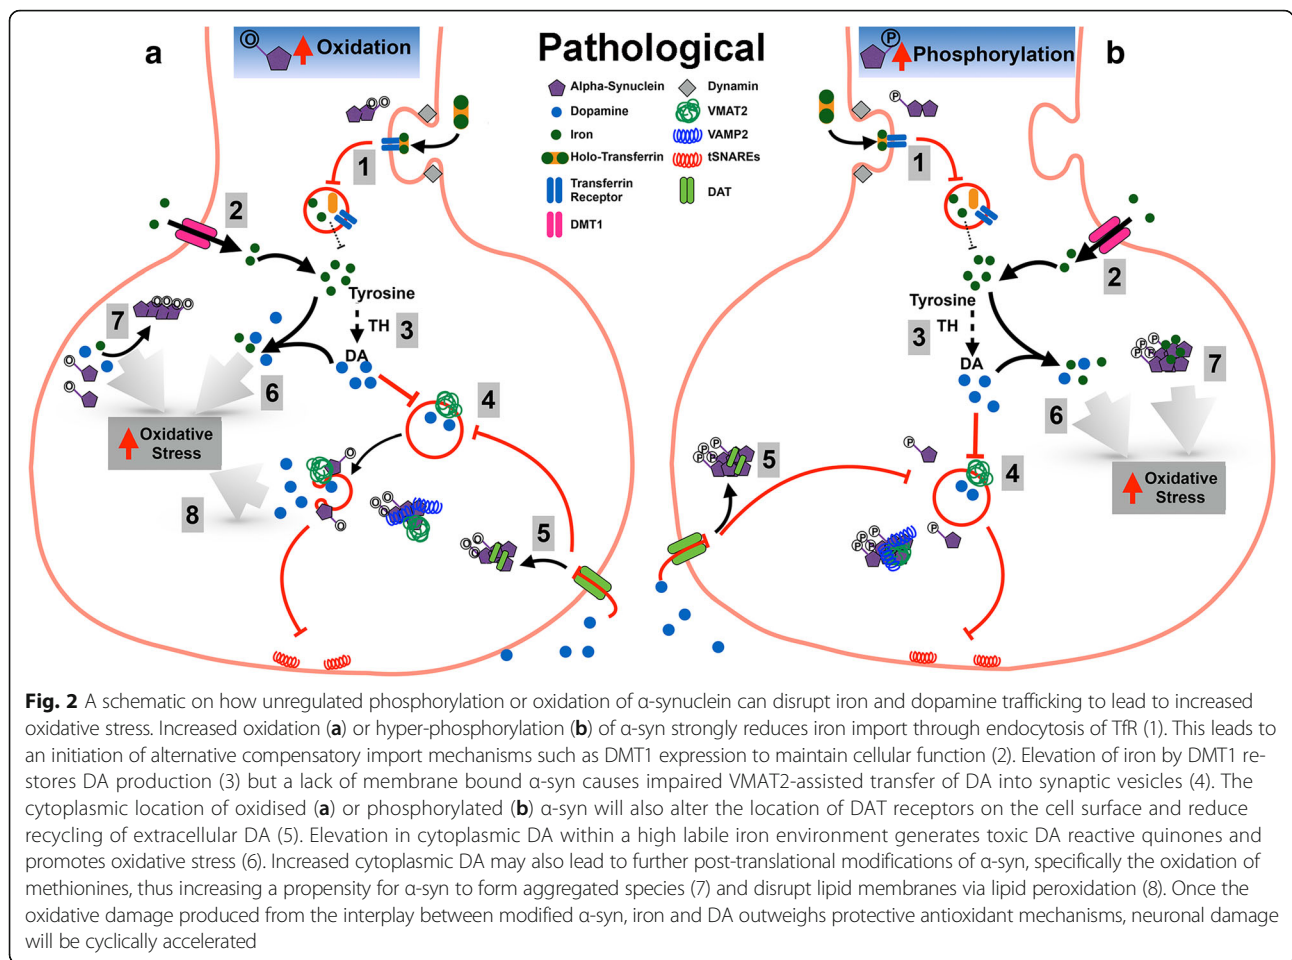 a
O
Oxidation
Pathological
P
Phosphorylation
b
Alpha-Synuclein
Dopamine
Iron
Holo-Transferrin
Transferrin
Receptor
DMT1
Dynamin
VMAT2
VAMP2
tSNAREs
DAT
O O
1
2
Tyrosine
TH
3
DA
7
O O O O
O
O
6
Oxidative
Stress
4
O
O
8
O O
5
O O
O
P
1
2
Tyrosine
3
TH
DA
P
P P
7
6
Oxidative
Stress
P
4
P P
P P
5
P
P P
P P
Fig. 2 A schematic on how unregulated phosphorylation or oxidation of α-synuclein can disrupt iron and dopamine trafficking to lead to increased
oxidative stress. Increased oxidation (a) or hyper-phosphorylation (b) of α-syn strongly reduces iron import through endocytosis of TfR (1). This leads to
an initiation of alternative compensatory import mechanisms such as DMT1 expression to maintain cellular function (2). Elevation of iron by DMT1 re-
stores DA production (3) but a lack of membrane bound α-syn causes impaired VMAT2-assisted transfer of DA into synaptic vesicles (4). The
cytoplasmic location of oxidised (a) or phosphorylated (b) α-syn will also alter the location of DAT receptors on the cell surface and reduce
recycling of extracellular DA (5). Elevation in cytoplasmic DA within a high labile iron environment generates toxic DA reactive quinones and
promotes oxidative stress (6). Increased cytoplasmic DA may also lead to further post-translational modifications of α-syn, specifically the oxidation of
methionines, thus increasing a propensity for α-syn to form aggregated species (7) and disrupt lipid membranes via lipid peroxidation (8). Once the
oxidative damage produced from the interplay between modified α-syn, iron and DA outweighs protective antioxidant mechanisms, neuronal damage
will be cyclically accelerated